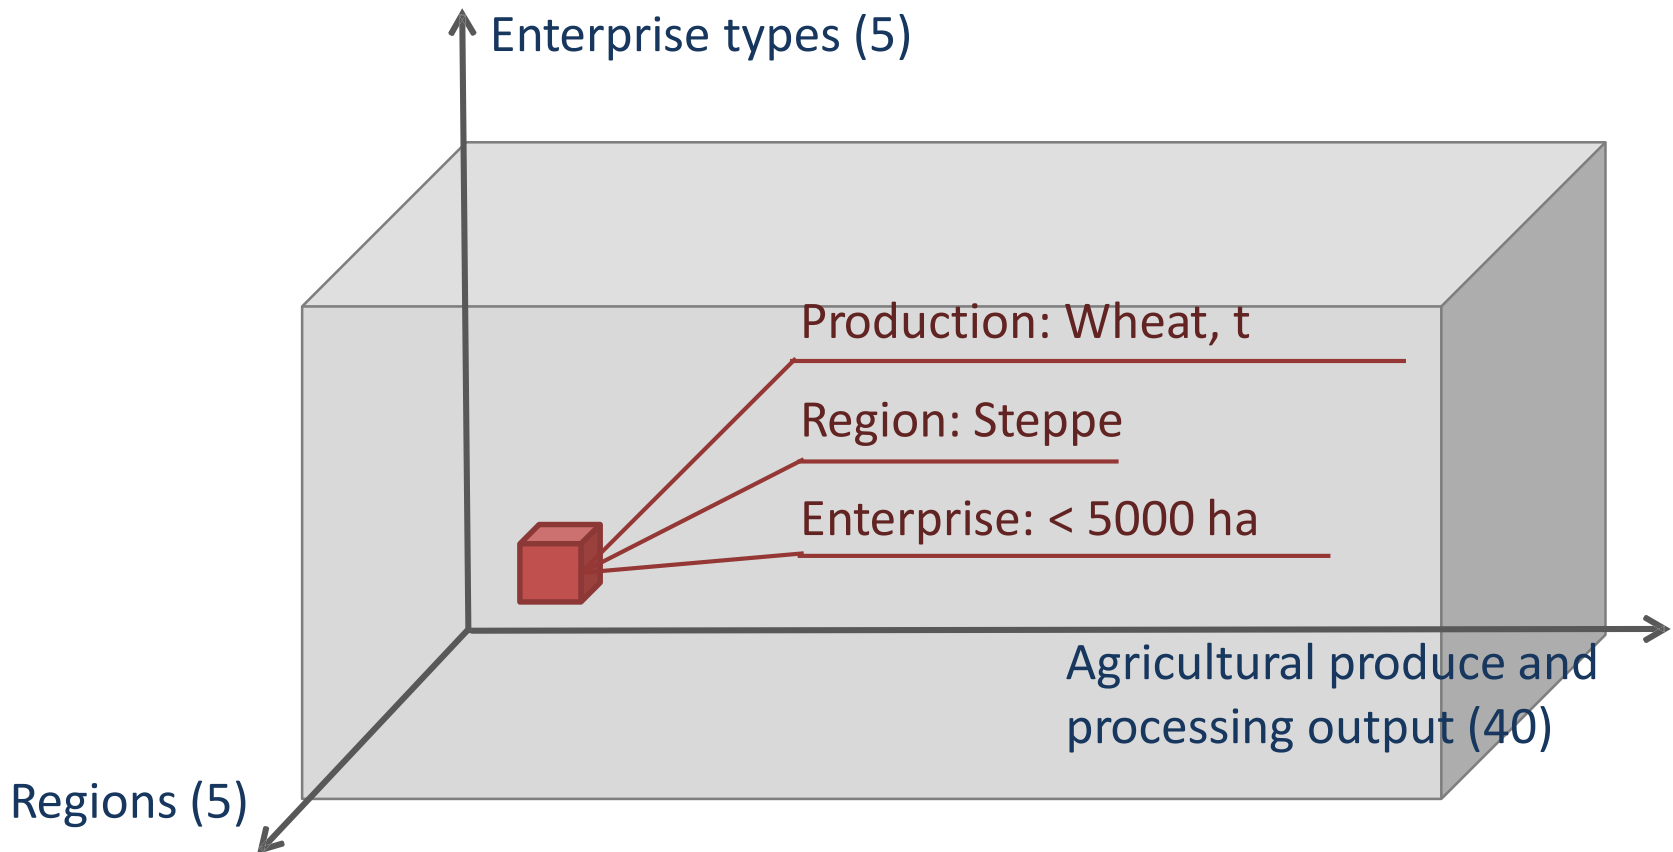 Enterprise types (5)
Production: Wheat, t
Region: Steppe
Enterprise: < 5000 ha
Agricultural produce and
processing output (40)
Regions (5)